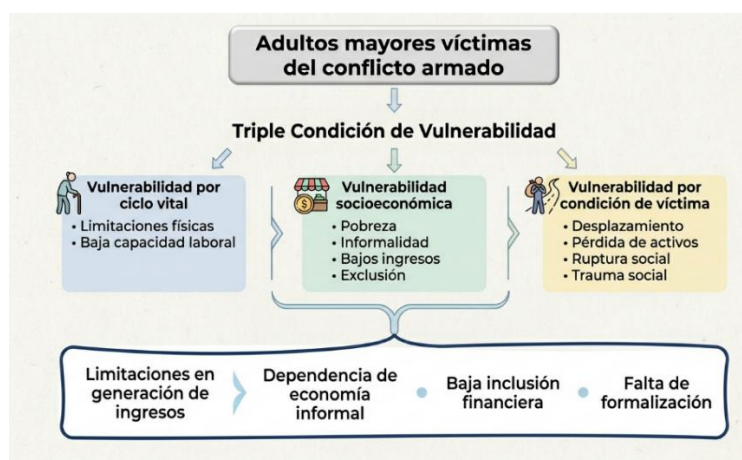 Adultos mayores víctimas
del conflicto armado
Triple Condición de Vulnerabilidad
Vulnerabilidad por
ciclo vital
• Limitaciones físicas
• Baja capacidad laboral
Vulnerabilidad
socioeconómica
• Pobreza
• Informalidad
• Bajos ingresos
• Exclusión
Vulnerabilidad por
condición de víctima
• Desplazamiento
• Pérdida de activos
• Ruptura social
• Trauma social
Limitaciones en
generación de
ingresos
Dependencia de
economía
informal
Baja inclusión
financiera
Falta de
formalización